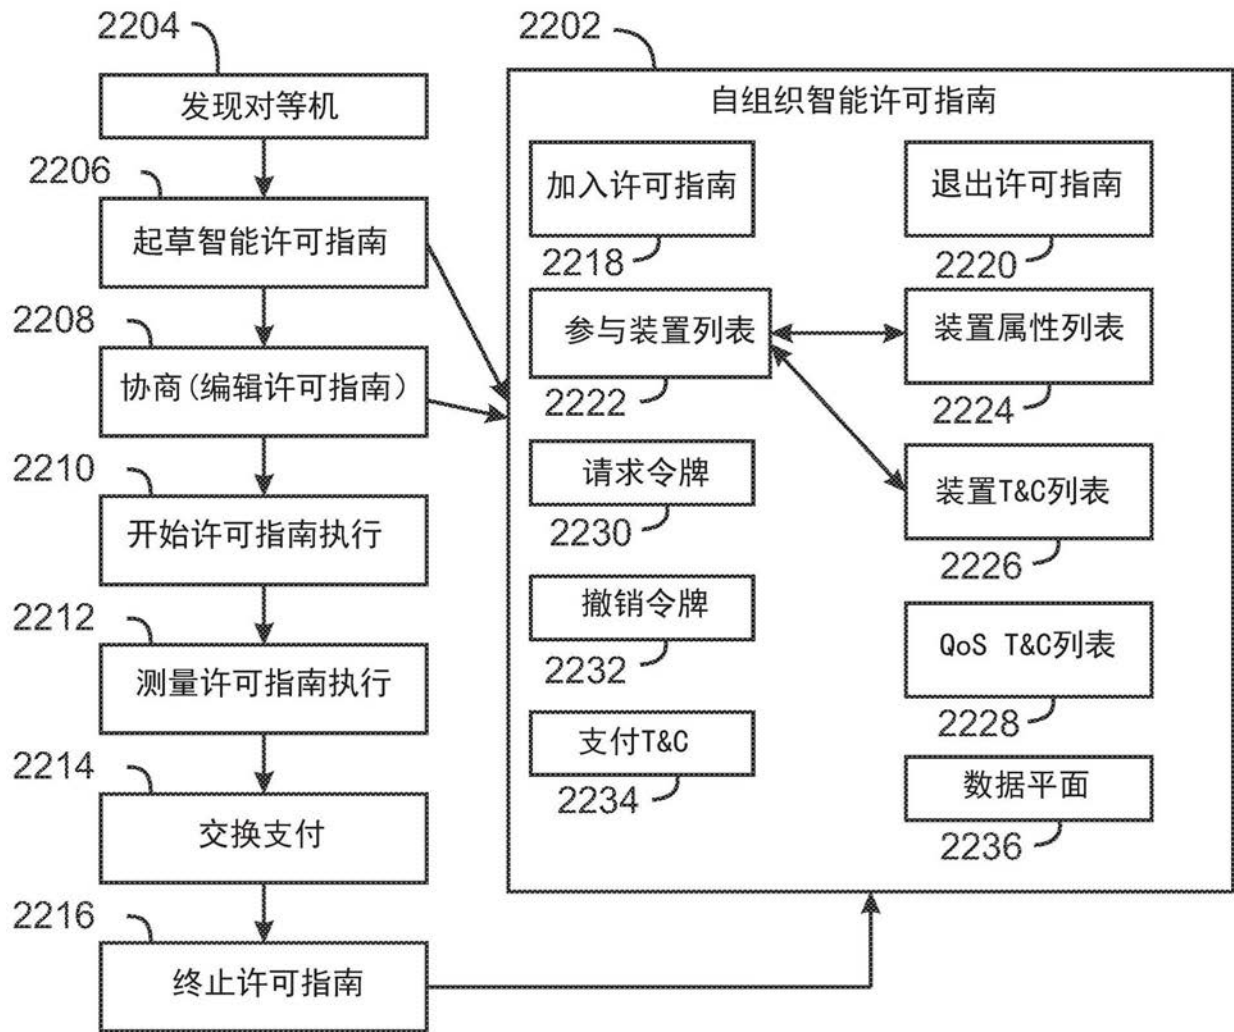 2204
发现对等机
2206
起草智能许可指南
2208
协商(编辑许可指南)
2210
开始许可指南执行
2212
测量许可指南执行
2214
交换支付
2216
终止许可指南
2202
自组织智能许可指南
加入许可指南
2218
退出许可指南
2220
参与装置列表
2222
装置属性列表
2224
装置T&C列表
2226
请求令牌
2230
撤销令牌
2232
QoS T&C列表
2228
支付T&C
2234
数据平面
2236